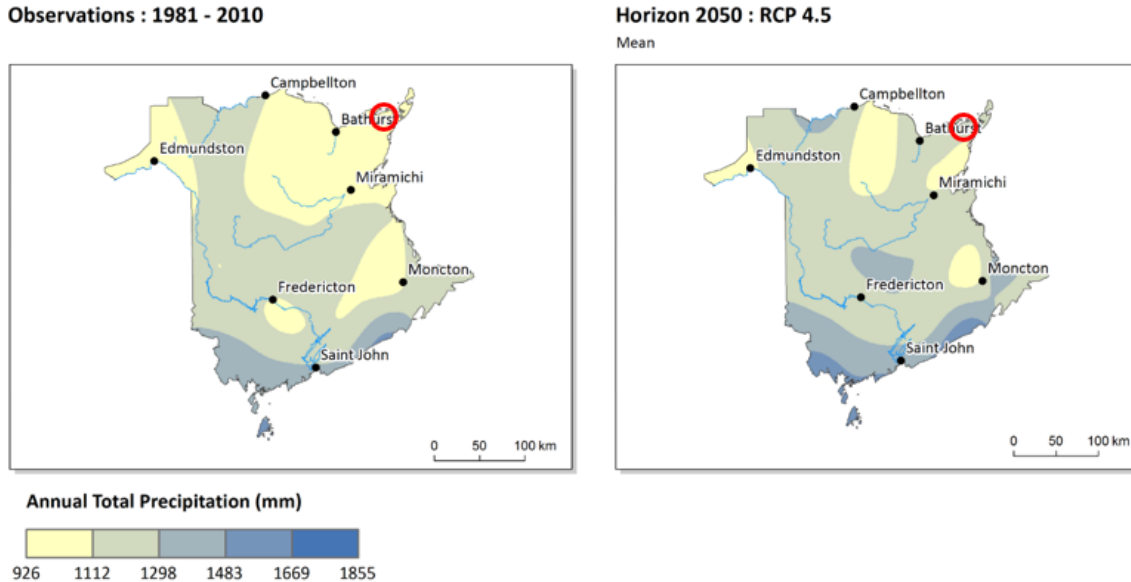 Observations : 1981 - 2010
Campbellton
Bathurst
Edmundston
Miramichi
Moncton
Fredericton
Saint John
0 50 100 km
Horizon 2050 : RCP 4.5
Mean
Campbellton
Bathurst
Edmundston
Miramichi
Moncton
Fredericton
Saint John
0 50 100 km
Annual Total Precipitation (mm)
926 1112 1298 1483 1669 1855